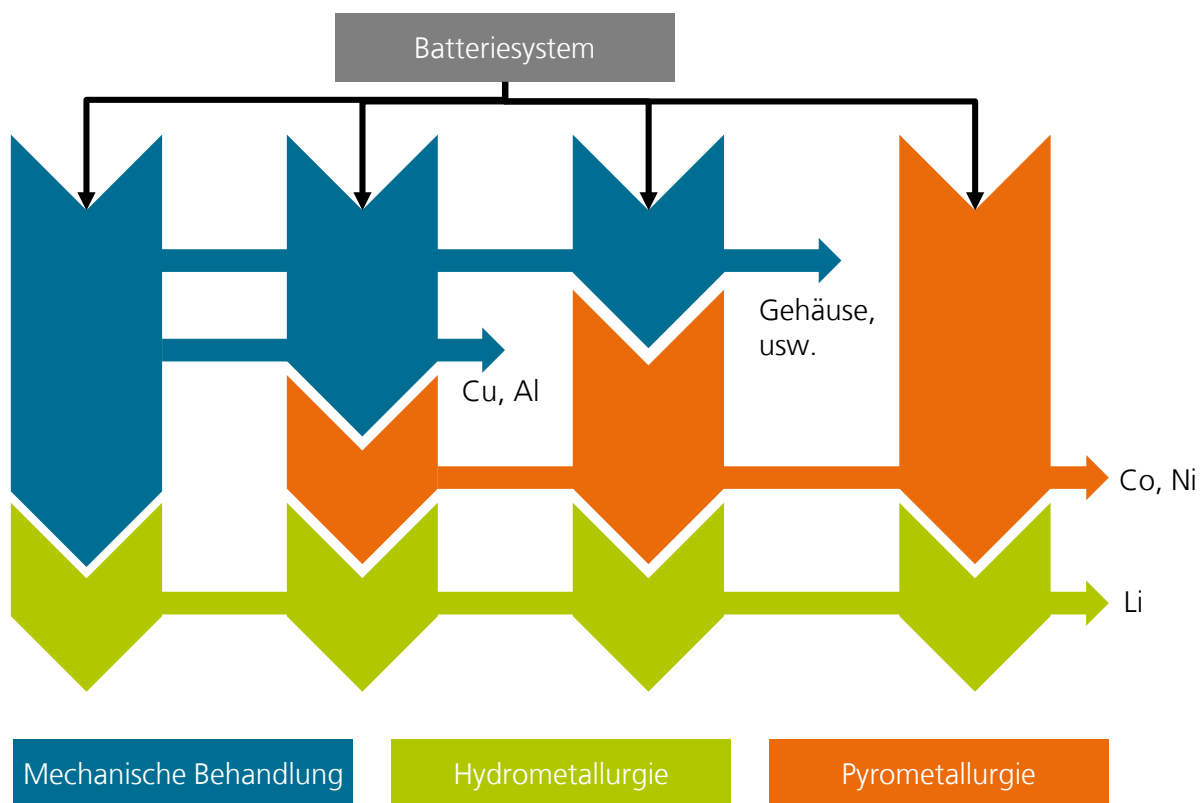 Batteriesystem
Gehäuse,
usw.
Cu, Al
Co, Ni
Li
Mechanische Behandlung
Hydrometallurgie
Pyrometallurgie